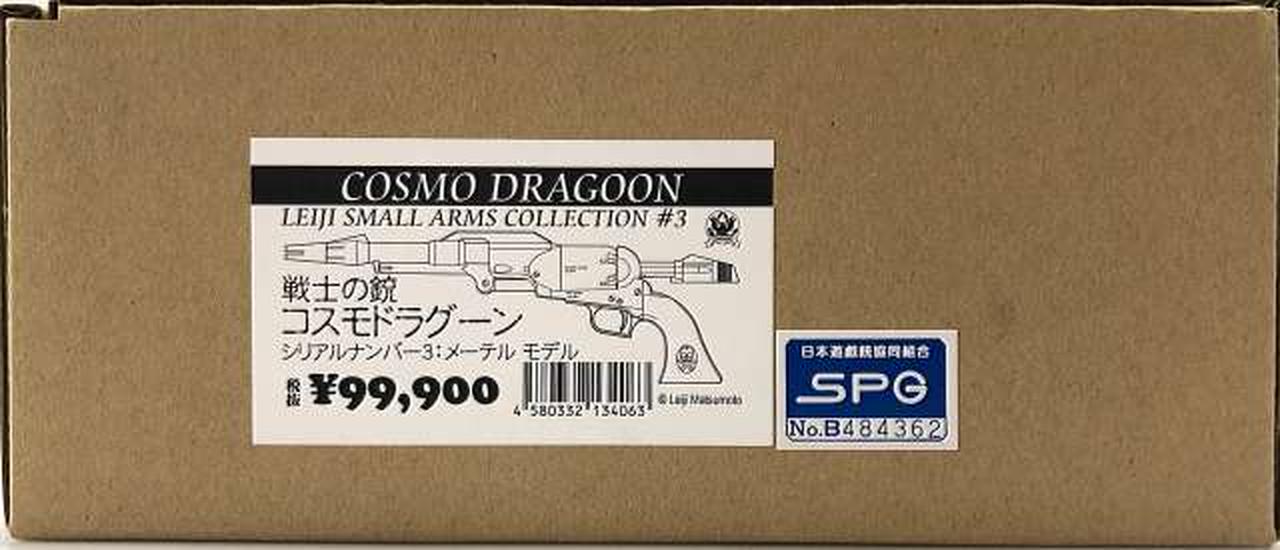 COSMO DRAGOON
LEIJI SMALL ARMS COLLECTION #3
戦士の銃
コスモドラグーン
シリアルナンバー3:メーテル モデル
税抜 ¥99,900
4 580332 134063
© Leiji Matsumoto
日本遊戯銃協同組合
SPG
No.B484362